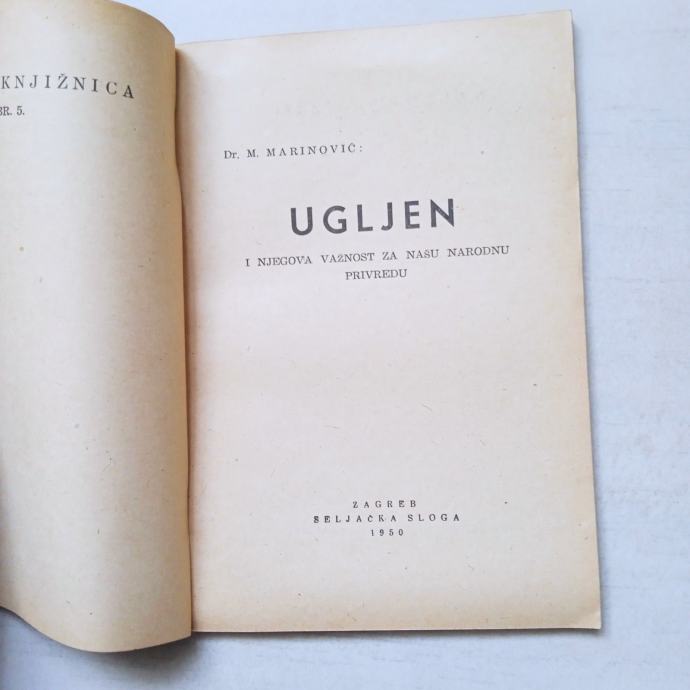 KNJIŽNICA
BR. 5.
Dr. M. MARINOVIĆ:
UGLJEN
I NJEGOVA VAŽNOST ZA NAŠU NARODNU
PRIVREDU
ZAGREB
SELJAČKA SLOGA
1950